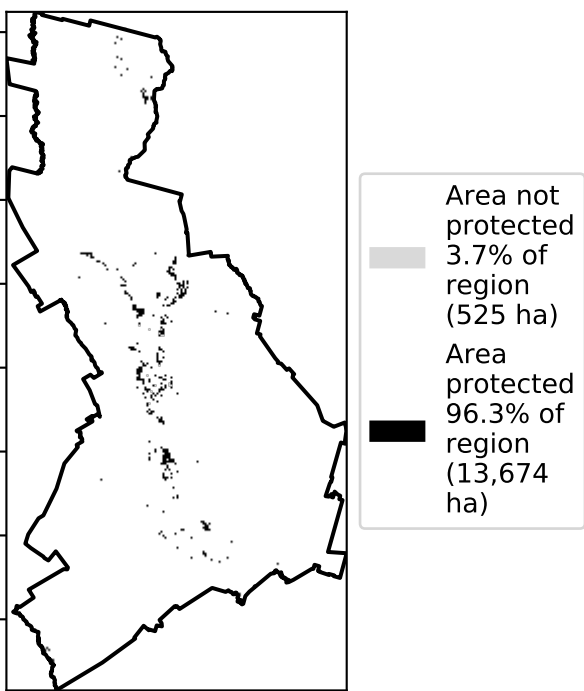 Area not
protected
3.7% of
region
(525 ha)
Area
protected
96.3% of
region
(13,674
ha)